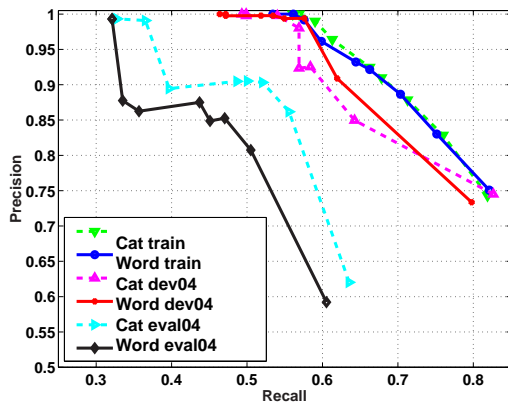 1
0.95
0.9
0.85
0.8
0.75
0.7
0.65
0.6
0.55
0.5
Precision
Cat train
Word train
Cat dev04
Word dev04
Cat eval04
Word eval04
0.3 0.4 0.5 0.6 0.7 0.8
Recall